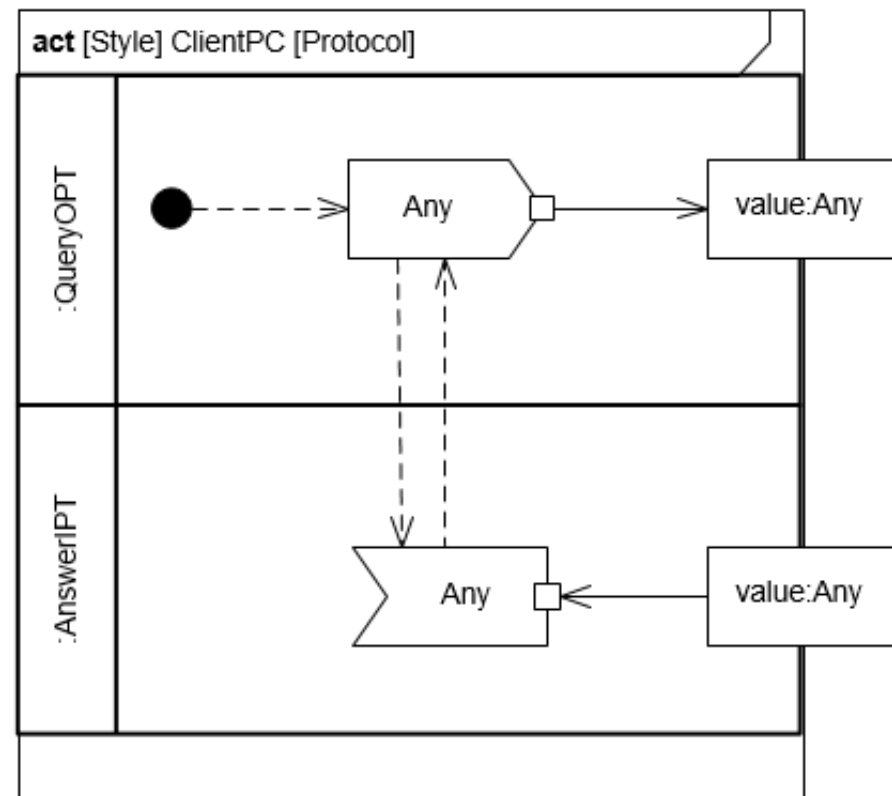 act [Style] ClientPC [Protocol]
:QueryOPT
Any
value:Any
:AnswerIPT
Any
value:Any